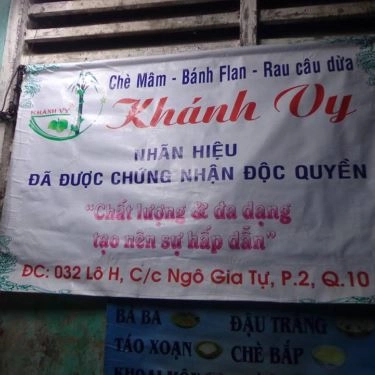 Chè Mâm - Bánh Flan - Rau câu dừa
KHÁNH VY
Khánh Vy
NHÃN HIỆU
ĐÃ ĐƯỢC CHỨNG NHẬN ĐỘC QUYỀN
"Chất lượng & đa dạng
tạo nên sự hấp dẫn"
ĐC: 032 Lô H, C/c Ngô Gia Tự, P.2, Q.10
BÀ BA
ĐẬU TRẮNG
TÁO XOẠN
CHÈ BẮP